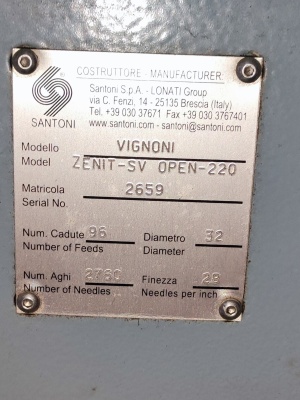 COSTRUTTORE - MANUFACTURER:
Santoni S.p.A. - LONATI Group
via C. Fenzi, 14 - 25135 Brescia (Italy)
Tel. +39 030 37671 Fax +39 030 3767401
www.santoni.com - santoni@santoni.com
SANTONI
Modello VIGNONI
Model ZENIT-SV OPEN-220
Matricola 2659
Serial No.
Num. Cadute 96 Diametro 32
Number of Feeds Diameter
Num. Aghi 2760 Finezza 28
Number of Needles Needles per inch